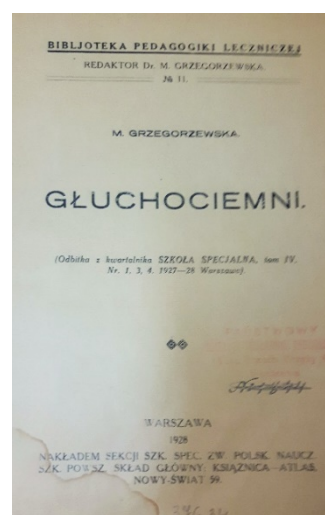 BIBLJOTEKA PEDAGOGIKI LECZNICZEJ
REDAKTOR Dr. M. GRZEGORZEWSKA.
№ 11.
M. GRZEGORZEWSKA.
GŁUCHOCIEMNI.
(Odbitka z kwartalnika SZKOŁA SPECJALNA, tom IV,
Nr. 1, 3, 4. 1927—28 Warszawa).
WARSZAWA
1928
NAKŁADEM SEKCJI SZK. SPEC. ZW. POLSK. NAUCZ.
SZK. POWSZ. SKŁAD GŁÓWNY: KSIĄŻNICA—ATLAS,
NOWY-ŚWIAT 59.